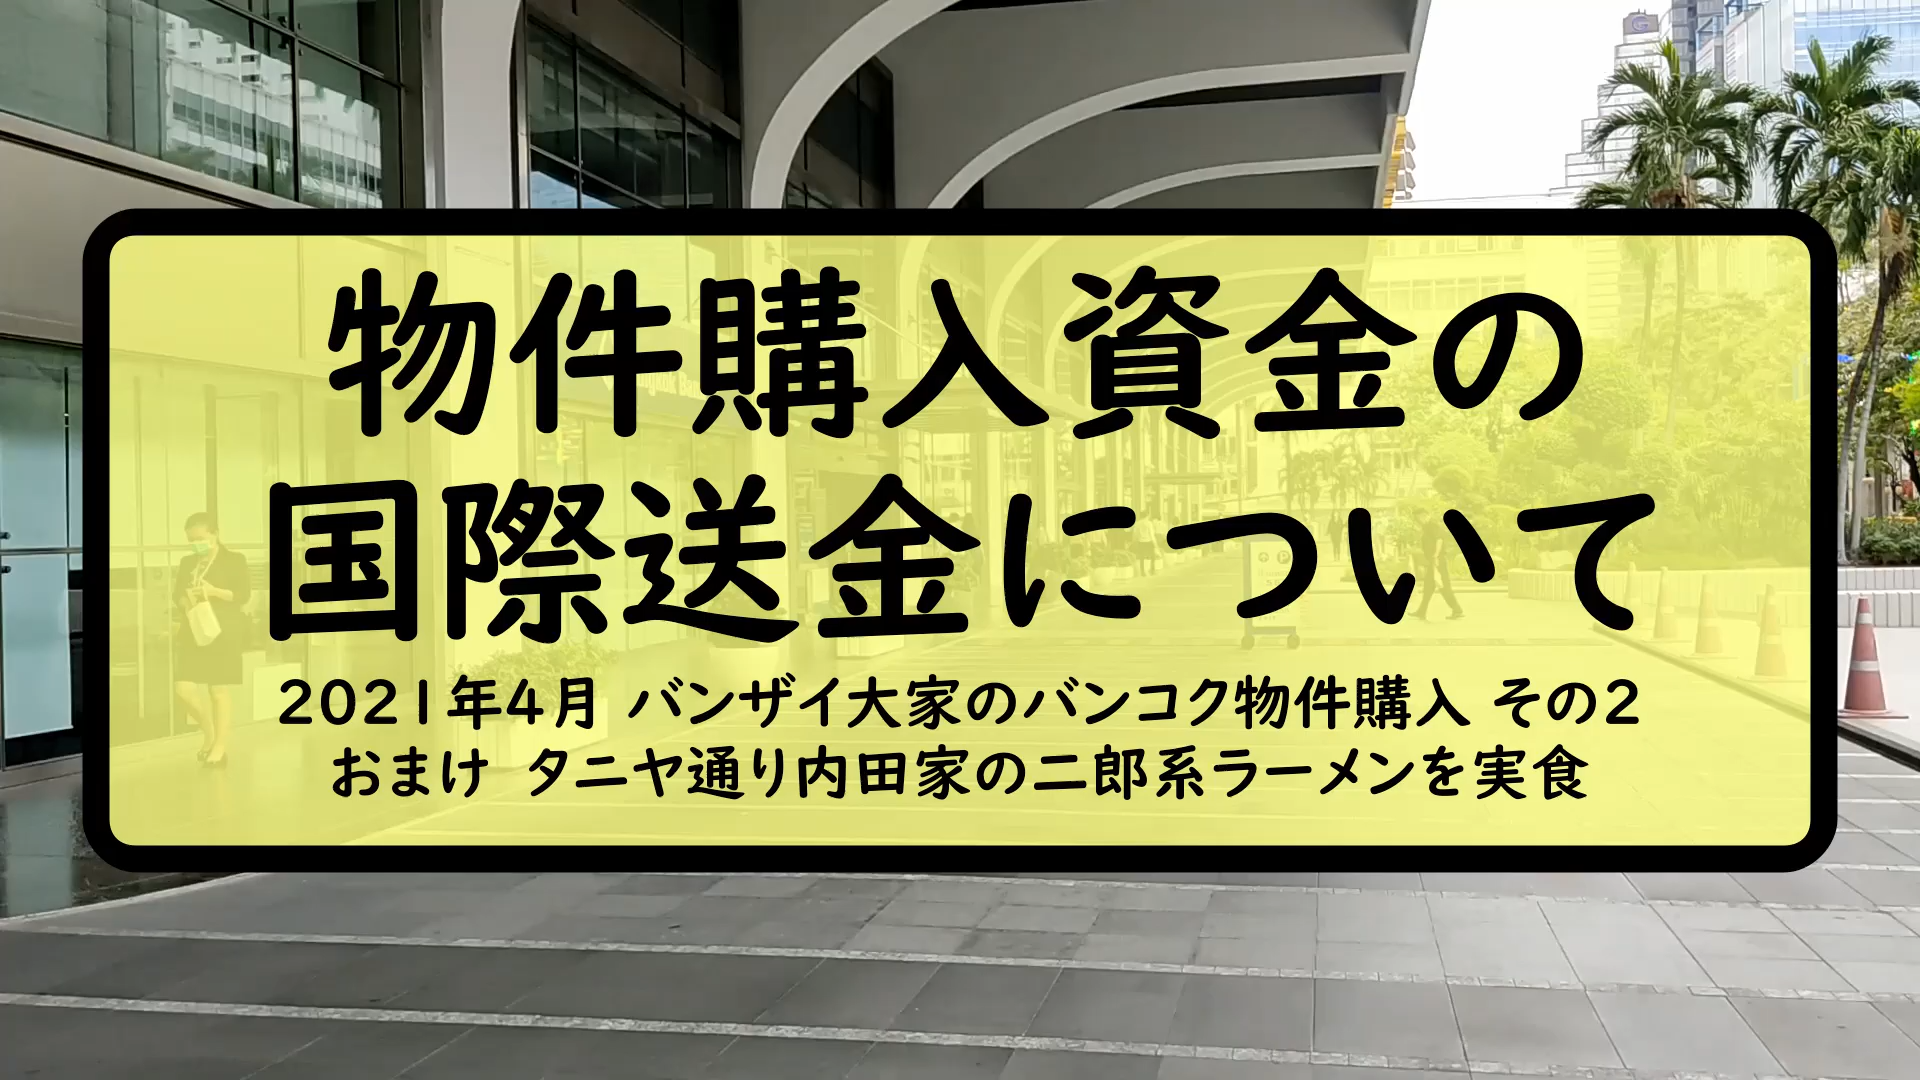 物件購入資金の
国際送金について
2021年4月 バンザイ大家のバンコク物件購入 その2
おまけ タニヤ通り内田家の二郎系ラーメンを実食